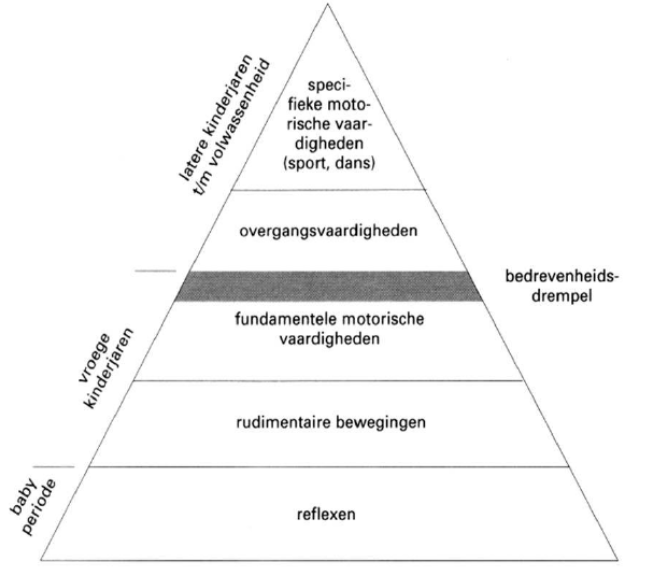 latere kinderjaren
t/m volwassenheid
speci-
fieke moto-
rische vaar-
digheden
(sport, dans)
overgangsvaardigheden
bedrevenheids-
drempel
vroege
kinderjaren
fundamentele motorische
vaardigheden
rudimentaire bewegingen
baby
periode
reflexen